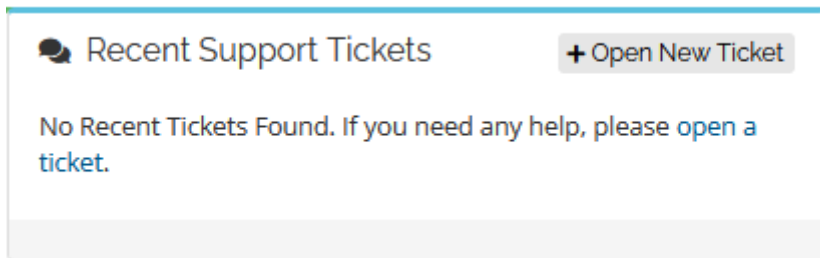 Recent Support Tickets
+ Open New Ticket
No Recent Tickets Found. If you need any help, please open a
ticket.